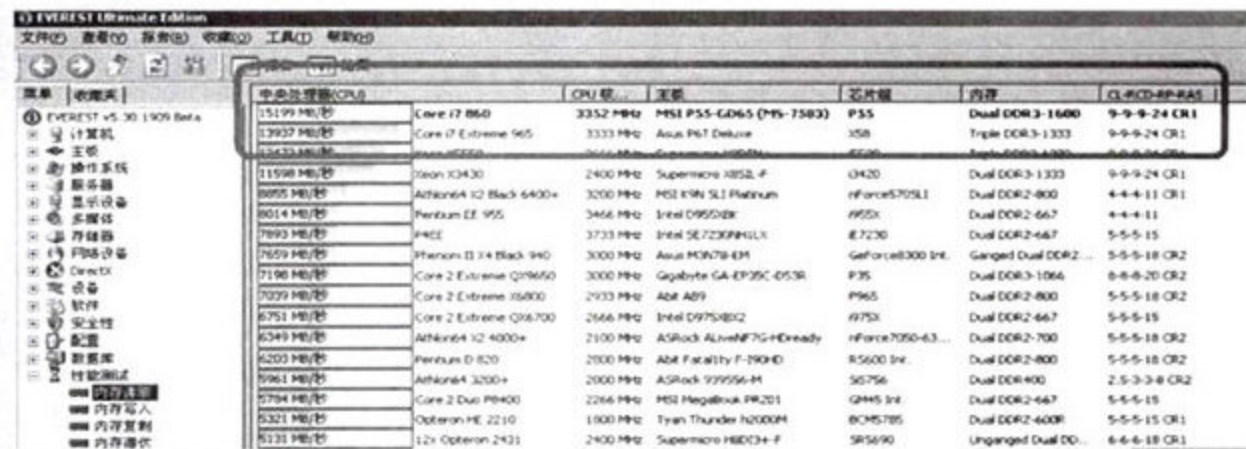 EVEREST Ultimate Edition
文件(F) 查看(V) 报告(R) 收藏(O) 工具(T) 帮助(H)
报告
菜单 收藏夹
EVEREST v5.30.1909 Beta
计算机
主板
操作系统
服务器
显示设备
多媒体
存储器
网络设备
DirectX
设备
软件
安全性
配置
数据库
性能测试
内存读取
内存写入
内存复制
内存潜伏
中央处理器(CPU) CPU 频... 主板 芯片组 内存 CL-RCD-RP-RAS
15199 MB/秒 Core i7 860 3352 MHz MSI P55-GD65 (MS-7583) P55 Dual DDR3-1600 9-9-9-24 CR1
13937 MB/秒 Core i7 Extreme 965 3333 MHz Asus P6T Deluxe X58 Triple DDR3-1333 9-9-9-24 CR1
11598 MB/秒 Xeon X3430 2400 MHz Supermicro X8SIL-F i3420 Dual DDR3-1333 9-9-9-24 CR1
8855 MB/秒 Athlon64 X2 Black 6400+ 3200 MHz MSI K9N SLI Platinum nForce570SLI Dual DDR2-800 4-4-4-11 CR1
8014 MB/秒 Pentium EE 955 3466 MHz Intel D955XBK i955X Dual DDR2-667 4-4-4-11
7893 MB/秒 P4EE 3733 MHz Intel SE7230NH1LX iE7230 Dual DDR2-667 5-5-5-15
7659 MB/秒 Phenom II X4 Black 940 3000 MHz Asus M3N78-EM GeForce8300 Int. Ganged Dual DDR2... 5-5-5-18 CR2
7198 MB/秒 Core 2 Extreme QX9650 3000 MHz Gigabyte GA-EP35C-DS3R P35 Dual DDR3-1066 8-8-8-20 CR2
7039 MB/秒 Core 2 Extreme X6800 2933 MHz Abit AB9 P965 Dual DDR2-800 5-5-5-18 CR2
6751 MB/秒 Core 2 Extreme QX6700 2666 MHz Intel D975XBX2 i975X Dual DDR2-667 5-5-5-15
6349 MB/秒 Athlon64 X2 4000+ 2100 MHz ASRock ALiveNF7G-HDready nForce7050-63... Dual DDR2-700 5-5-5-18 CR2
6203 MB/秒 Pentium D 820 2800 MHz Abit Fatal1ty F-I90HD RS600 Int. Dual DDR2-800 5-5-5-18 CR2
5961 MB/秒 Athlon64 3200+ 2000 MHz ASRock 939S56-M SiS756 Dual DDR400 2.5-3-3-8 CR2
5784 MB/秒 Core 2 Duo P8400 2266 MHz MSI MegaBook PR201 GM45 Int. Dual DDR2-667 5-5-5-15
5321 MB/秒 Opteron HE 2210 1800 MHz Tyan Thunder h2000M BCM5785 Dual DDR2-600R 5-5-5-15 CR1
5131 MB/秒 12x Opteron 2431 2400 MHz Supermicro H8DI3+-F SR5690 Unganged Dual DD... 6-6-6-18 CR1